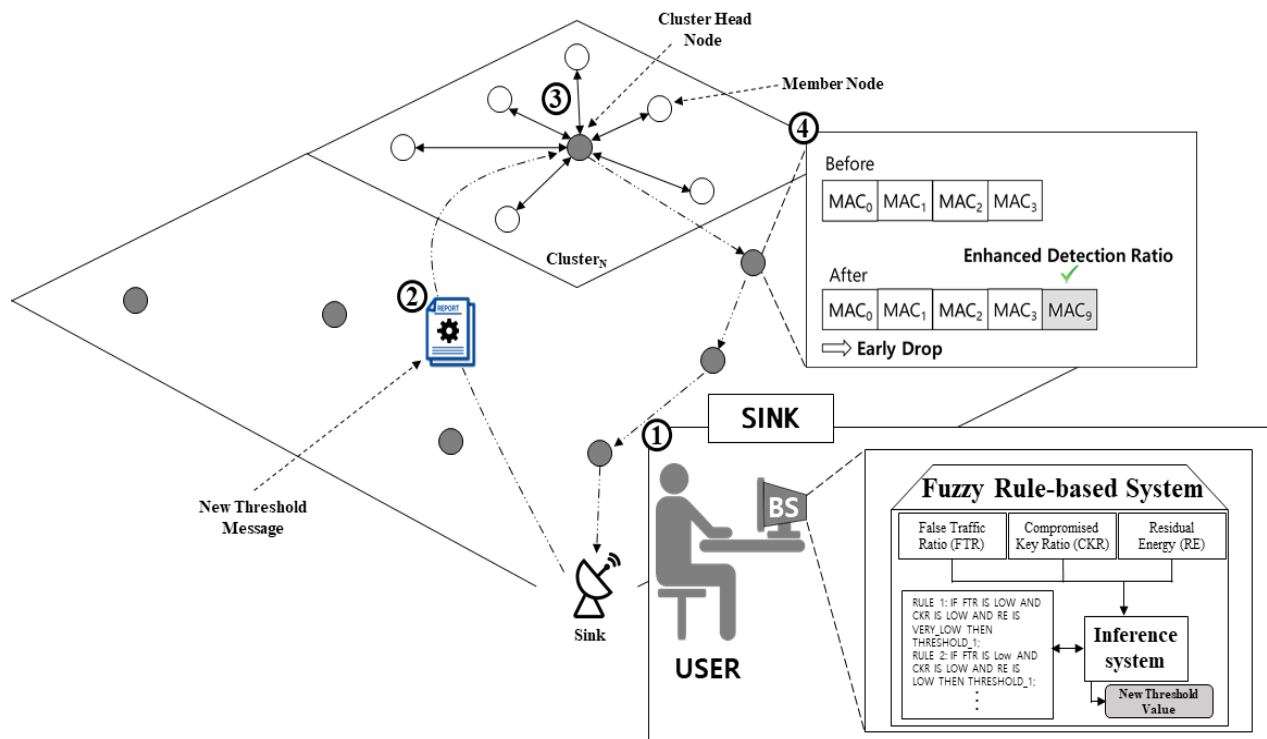 Cluster Head
Node
③
Member Node
④
Before
MAC₀ MAC₁ MAC₂ MAC₃
Cluster_N
Enhanced Detection Ratio
②
REPORT
After
MAC₀ MAC₁ MAC₂ MAC₃ MAC₉
Early Drop
New Threshold
Message
Sink
SINK
①
BS
USER
Fuzzy Rule-based System
False Traffic
Ratio (FTR)
Compromised
Key Ratio (CKR)
Residual
Energy (RE)
RULE 1: IF FTR IS LOW AND
CKR IS LOW AND RE IS
VERY_LOW THEN
THRESHOLD_1;
RULE 2: IF FTR IS Low AND
CKR IS LOW AND RE IS
LOW THEN THRESHOLD_1;
⋮
Inference
system
New Threshold
Value